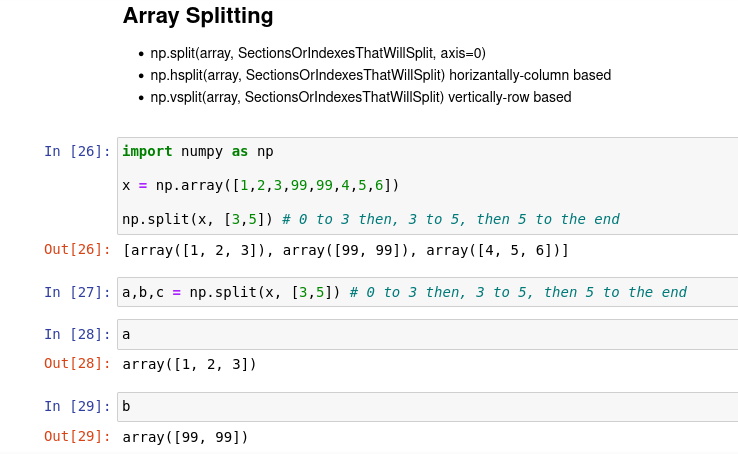 Array Splitting
• np.split(array, SectionsOrIndexesThatWillSplit, axis=0)
• np.hsplit(array, SectionsOrIndexesThatWillSplit) horizantally-column based
• np.vsplit(array, SectionsOrIndexesThatWillSplit) vertically-row based
In [26]: import numpy as np
x = np.array([1,2,3,99,99,4,5,6])
np.split(x, [3,5]) # 0 to 3 then, 3 to 5, then 5 to the end
Out[26]: [array([1, 2, 3]), array([99, 99]), array([4, 5, 6])]
In [27]: a,b,c = np.split(x, [3,5]) # 0 to 3 then, 3 to 5, then 5 to the end
In [28]: a
Out[28]: array([1, 2, 3])
In [29]: b
Out[29]: array([99, 99])